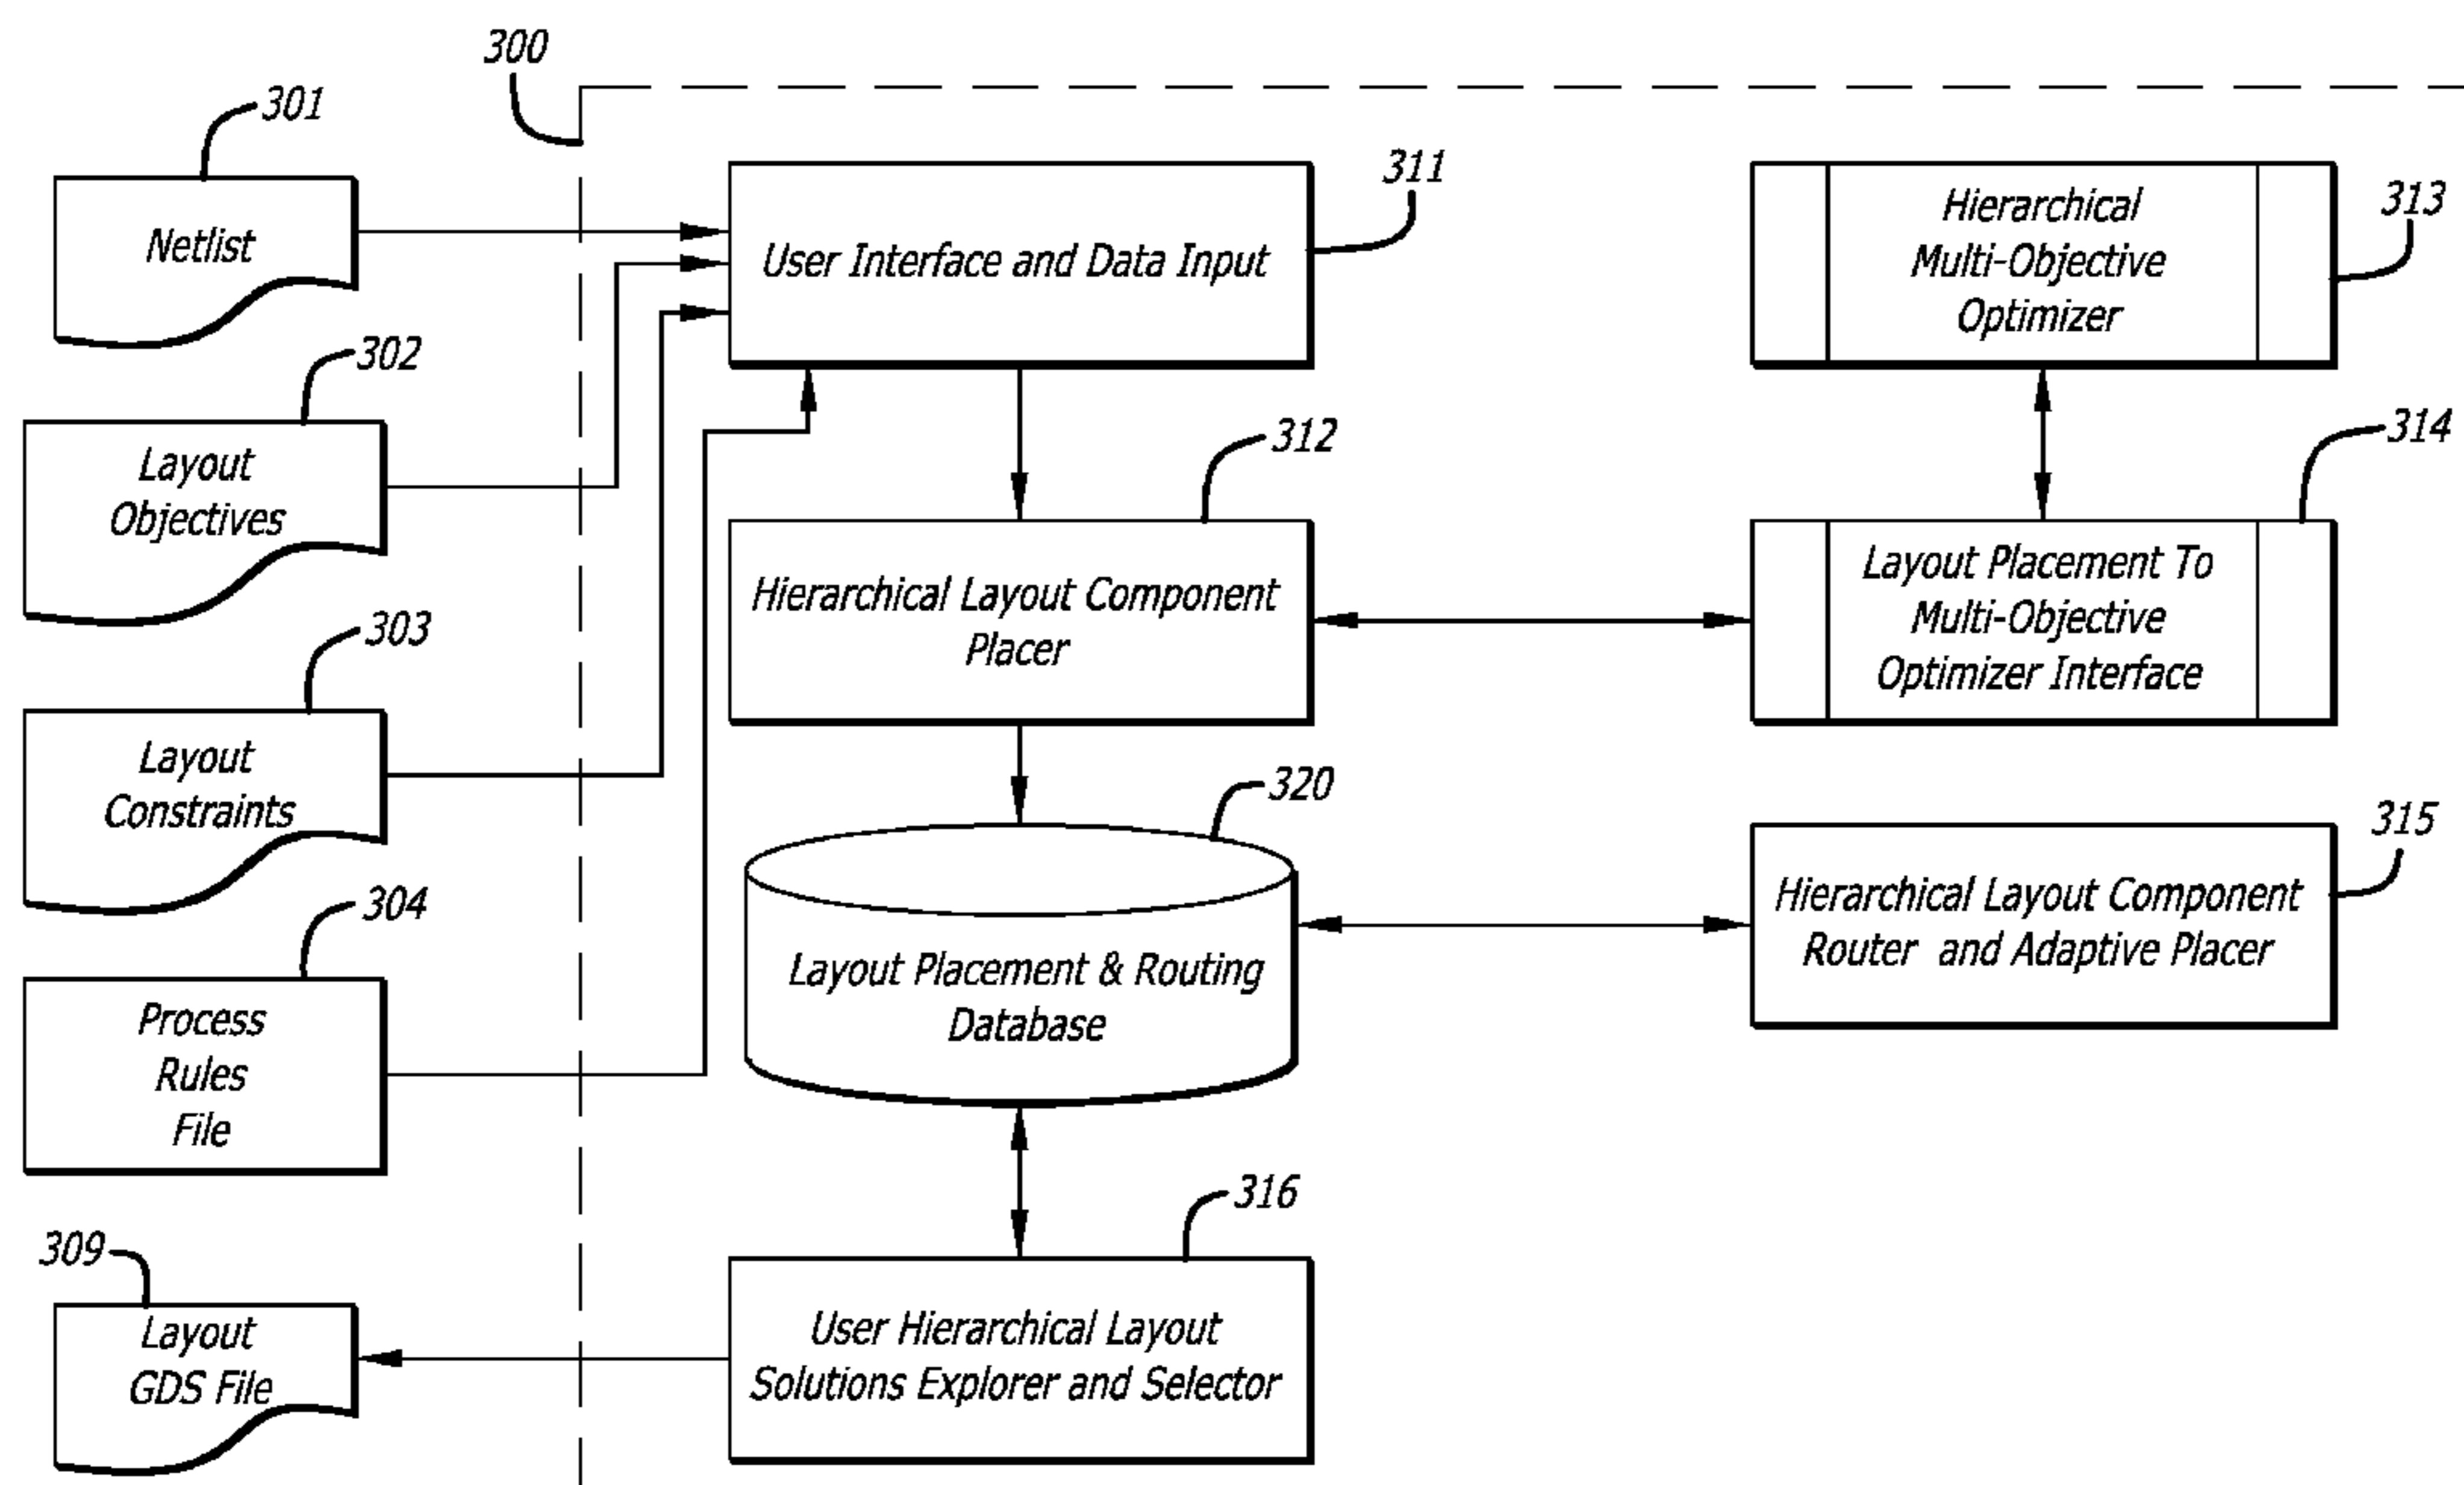 300
301
Netlist
302
Layout
Objectives
303
Layout
Constraints
304
Process
Rules
File
309
Layout
GDS File
311
User Interface and Data Input
312
Hierarchical Layout Component
Placer
320
Layout Placement & Routing
Database
316
User Hierarchical Layout
Solutions Explorer and Selector
313
Hierarchical
Multi-Objective
Optimizer
314
Layout Placement To
Multi-Objective
Optimizer Interface
315
Hierarchical Layout Component
Router and Adaptive Placer